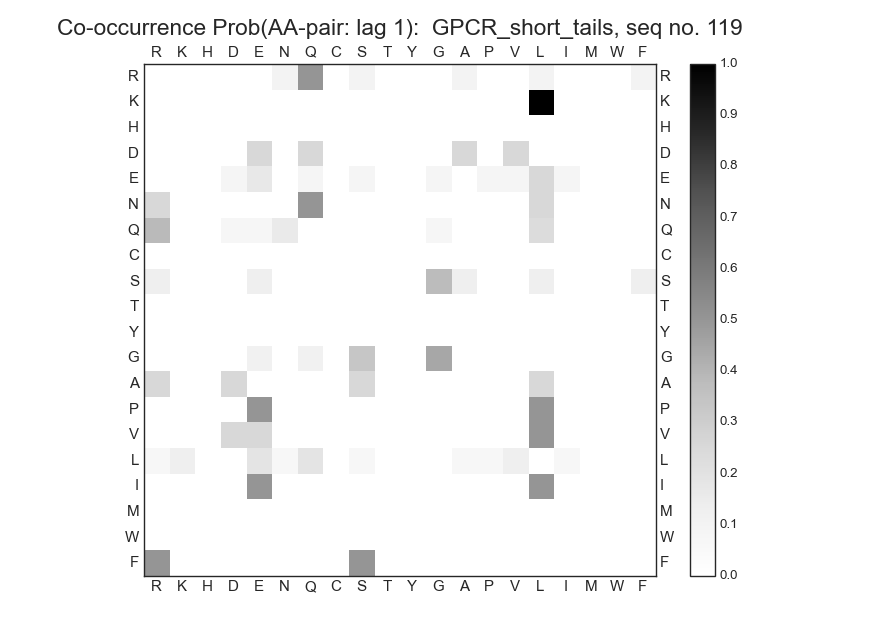 Co-occurrence Prob(AA-pair: lag 1):  GPCR_short_tails, seq no. 119
R K H D E N Q C S T Y G A P V L I M W F
R R 1.0
K K 0.9
H H
D D 0.8
E E
N N 0.7
Q Q
C C 0.6
S S
T T 0.5
Y Y
G G 0.4
A A
P P 0.3
V V
L L 0.2
I I
M M 0.1
W W
F F 0.0
R K H D E N Q C S T Y G A P V L I M W F